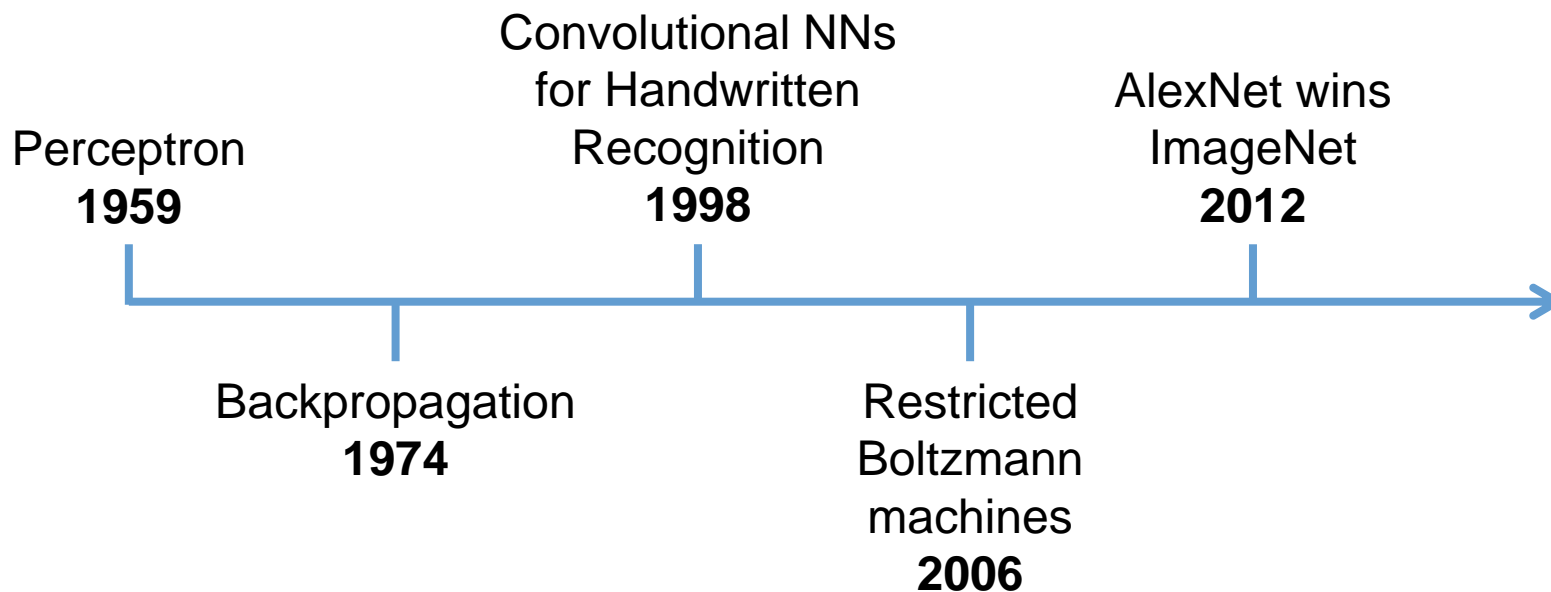 Perceptron
1959
Backpropagation
1974
Convolutional NNs
for Handwritten
Recognition
1998
Restricted
Boltzmann
machines
2006
AlexNet wins
ImageNet
2012